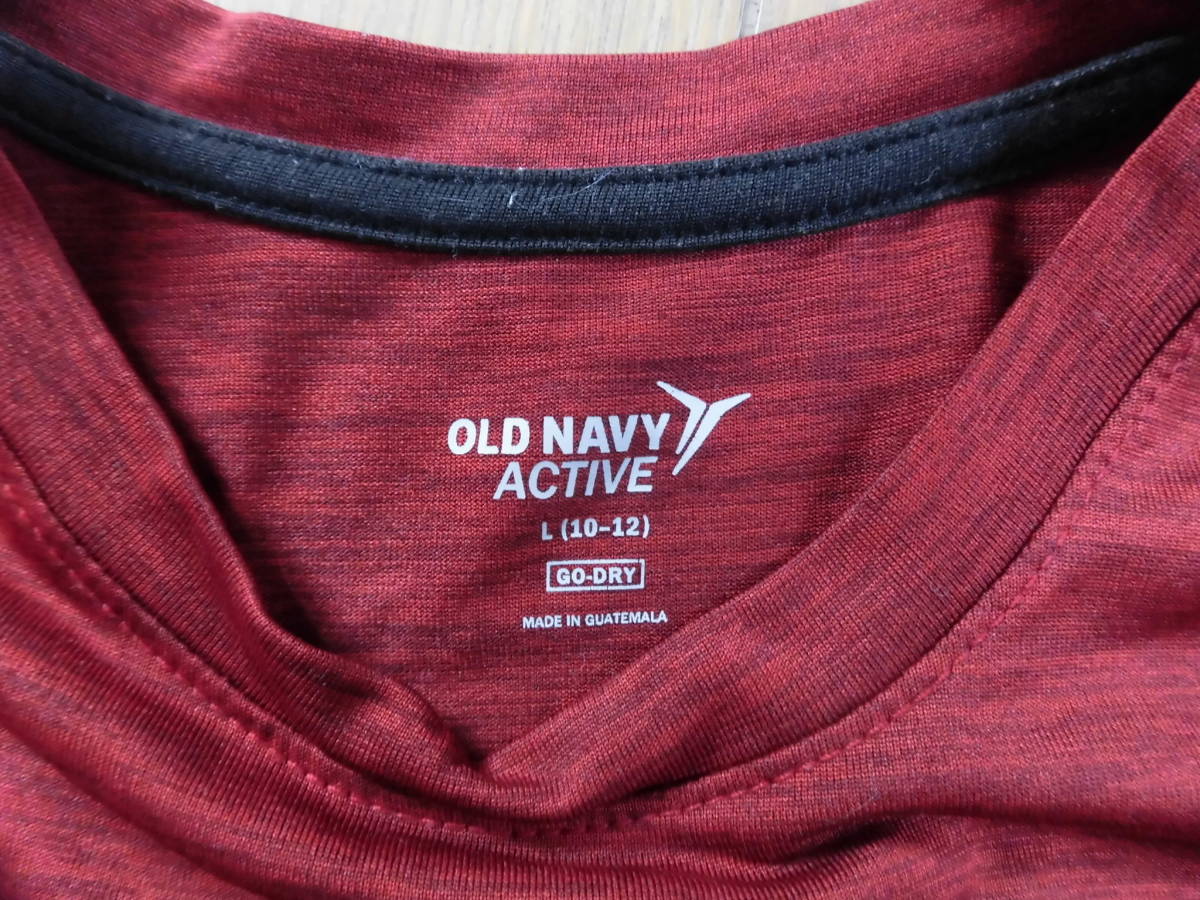 OLD NAVY
ACTIVE
L (10-12)
GO-DRY
MADE IN GUATEMALA